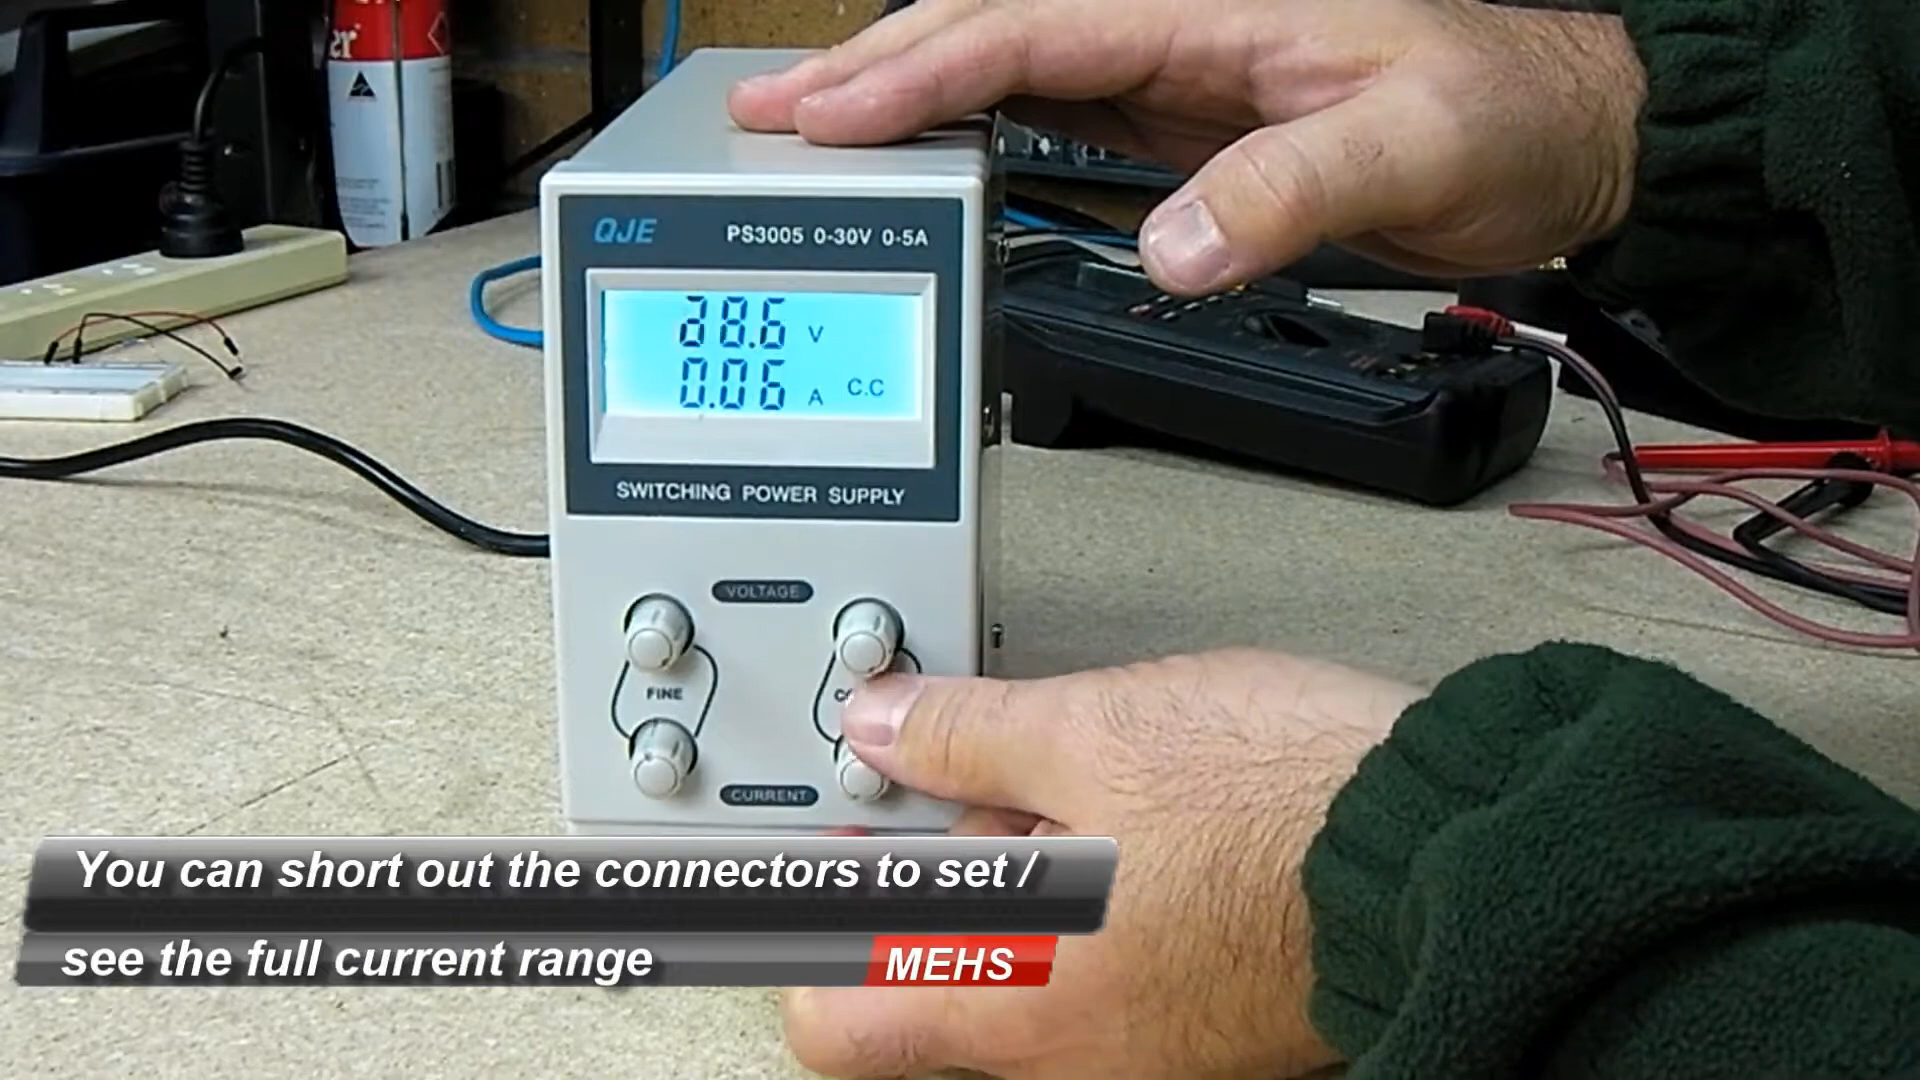 QJE
PS3005 0-30V 0-5A
28.6 V
0.06 A C.C
SWITCHING POWER SUPPLY
VOLTAGE
FINE
CURRENT
You can short out the connectors to set /
see the full current range
MEHS